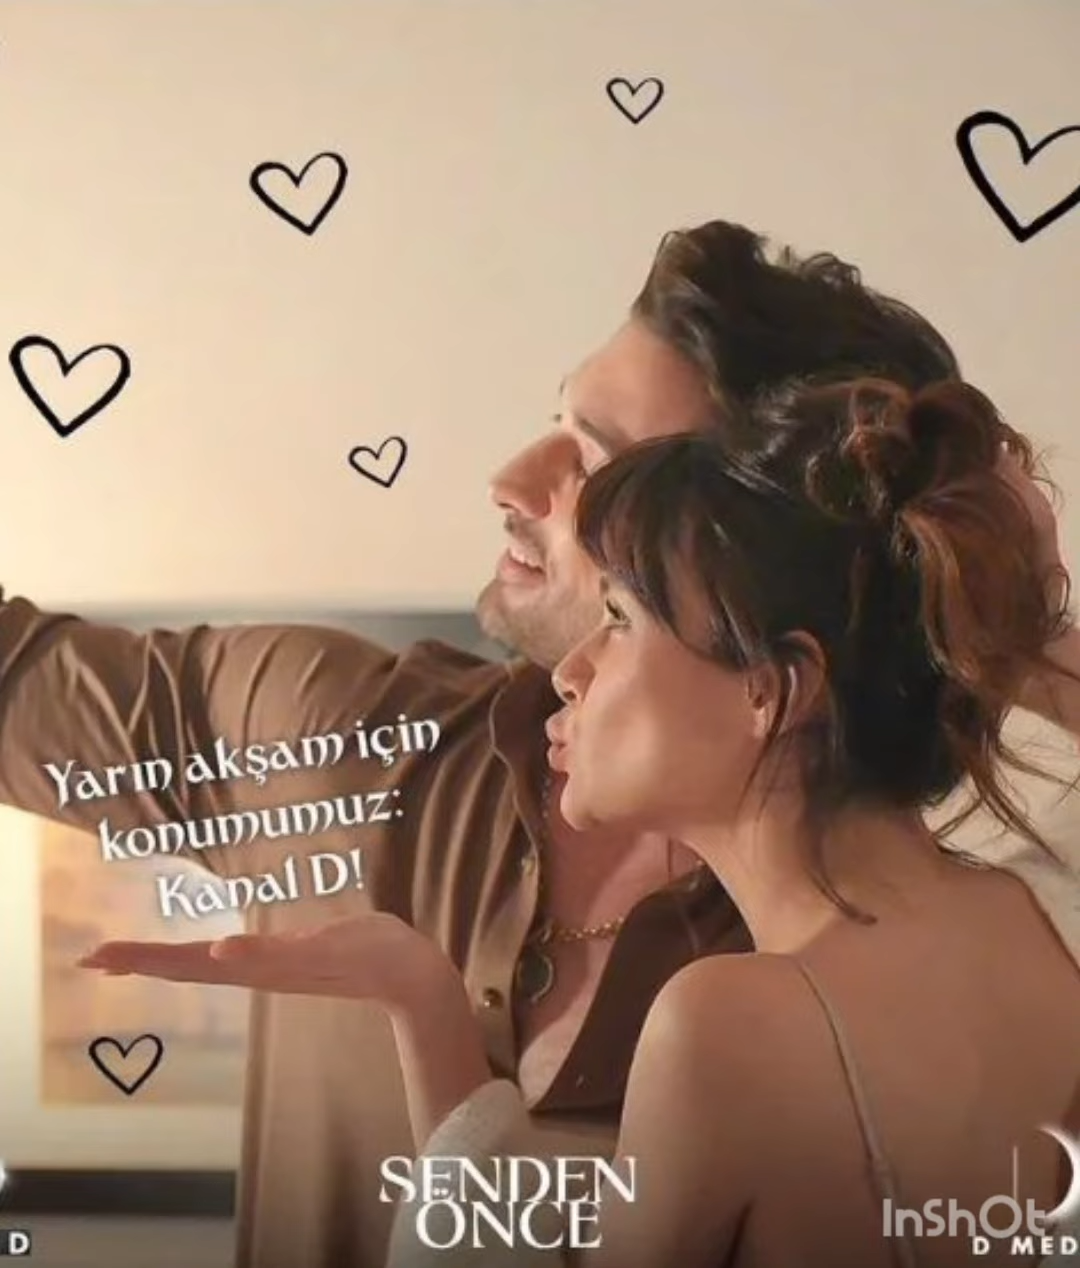 Yarın akşam için
konumumuz:
Kanal D!
SENDEN
ÖNCE
InShOt
D
D MED